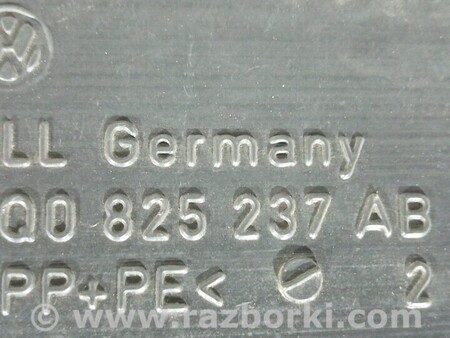 LL Germany
Q0 825 237 AB
PP+PE< 2
www.razborki.com